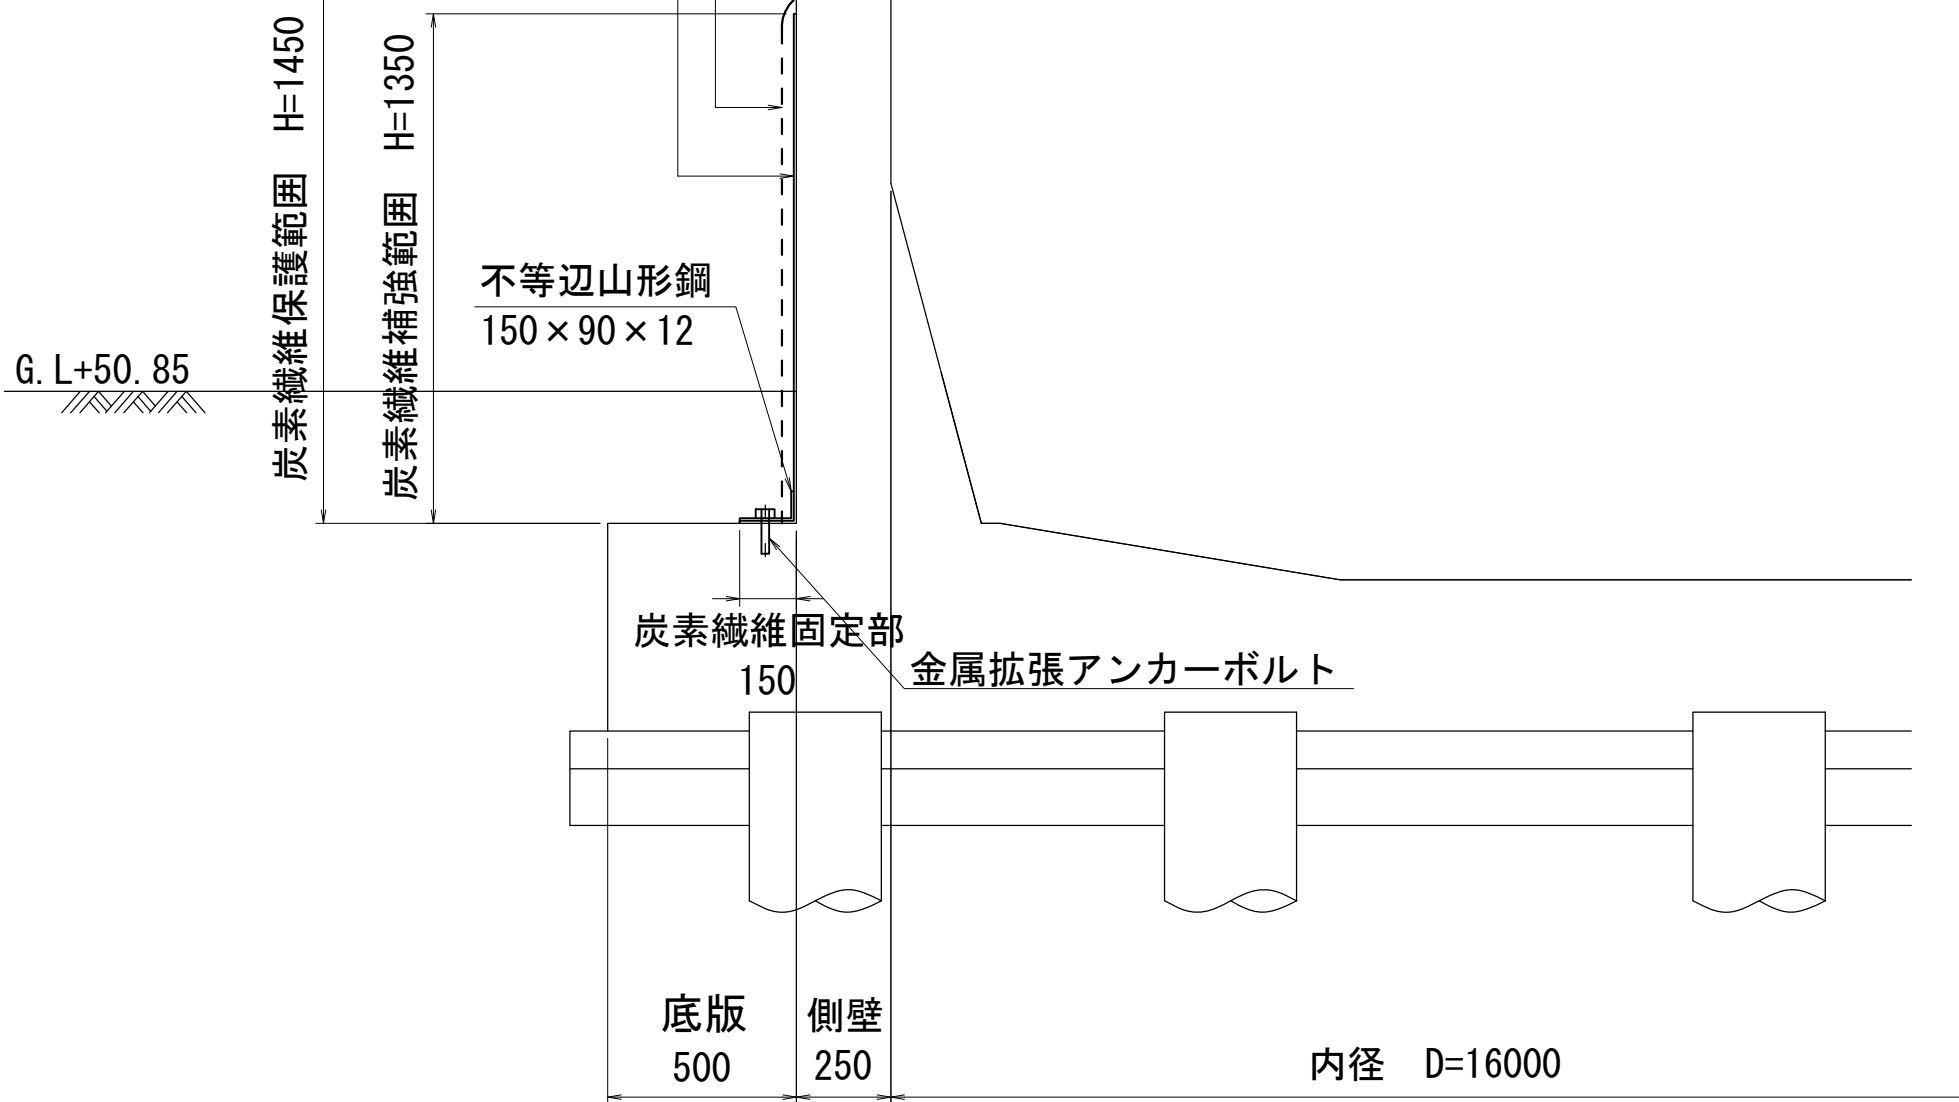 炭素繊維保護範囲　H=1450
炭素繊維補強範囲　H=1350
不等辺山形鋼
150×90×12
G.L+50.85
炭素繊維固定部
150
金属拡張アンカーボルト
底版
500
側壁
250
内径　D=16000